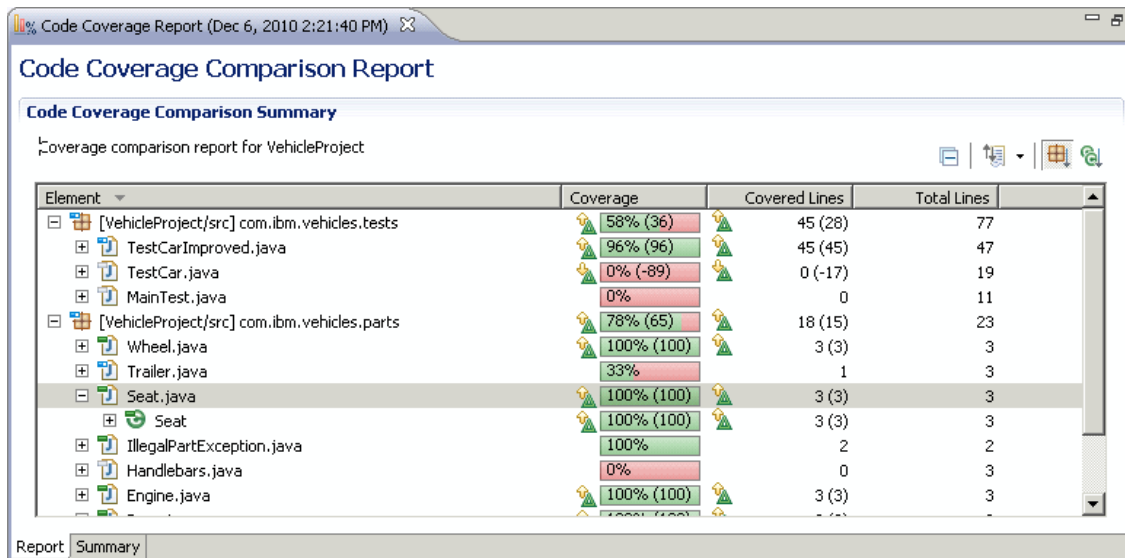 Code Coverage Report (Dec 6, 2010 2:21:40 PM)
Code Coverage Comparison Report
Code Coverage Comparison Summary
Coverage comparison report for VehicleProject
Element Coverage Covered Lines Total Lines
[VehicleProject/src] com.ibm.vehicles.tests 58% (36) 45 (28) 77
TestCarImproved.java 96% (96) 45 (45) 47
TestCar.java 0% (-89) 0 (-17) 19
MainTest.java 0% 0 11
[VehicleProject/src] com.ibm.vehicles.parts 78% (65) 18 (15) 23
Wheel.java 100% (100) 3 (3) 3
Trailer.java 33% 1 3
Seat.java 100% (100) 3 (3) 3
Seat 100% (100) 3 (3) 3
IllegalPartException.java 100% 2 2
Handlebars.java 0% 0 3
Engine.java 100% (100) 3 (3) 3
Report Summary